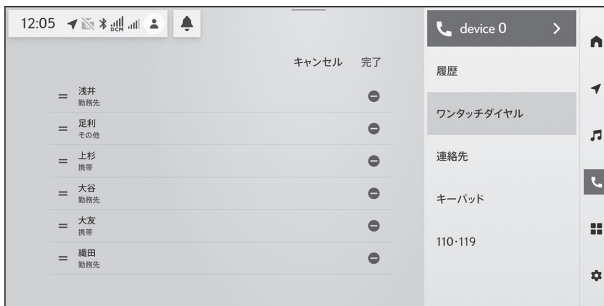 12:05
DCM
キャンセル 完了
浅井
勤務先
足利
その他
上杉
携帯
大谷
勤務先
大友
携帯
織田
勤務先
device 0
履歴
ワンタッチダイヤル
連絡先
キーパッド
110・119